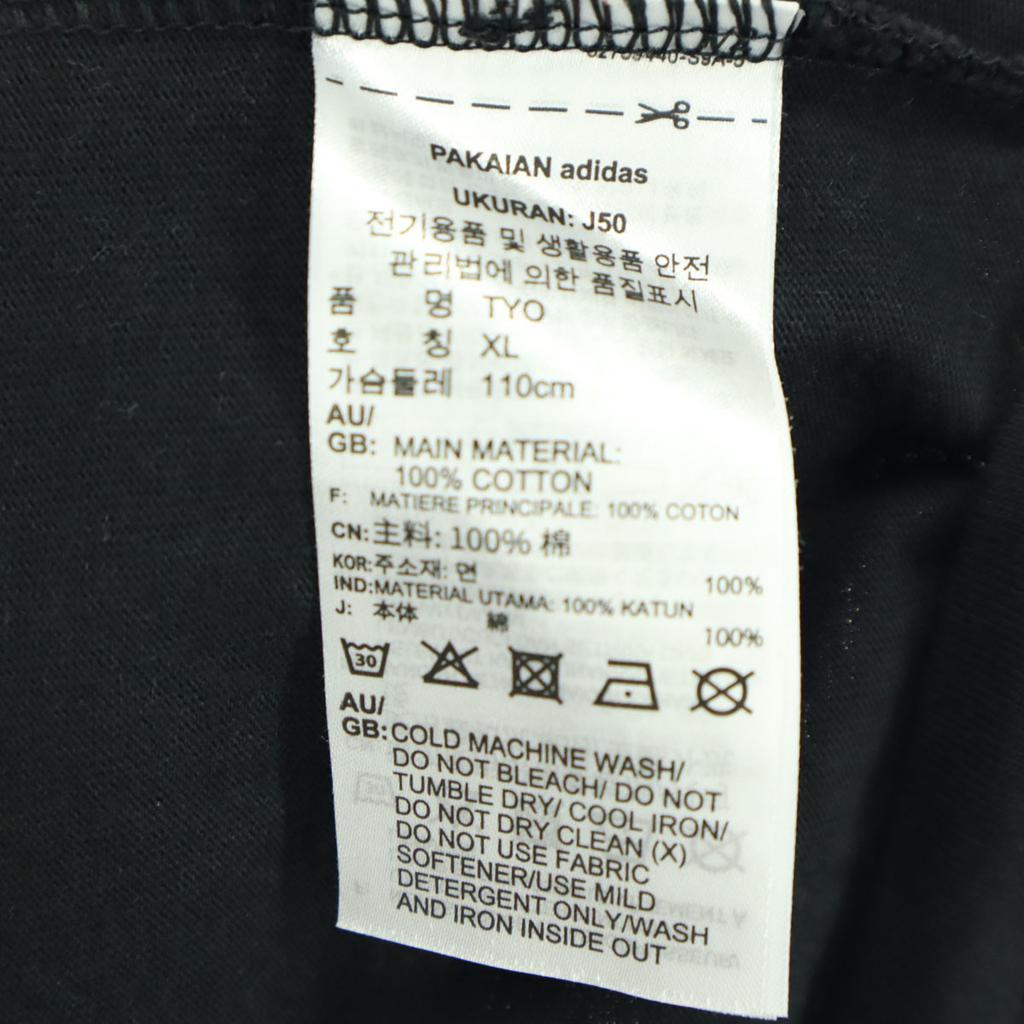 PAKAIAN adidas
UKURAN: J50
전기용품 및 생활용품 안전
관리법에 의한 품질표시
품 명 TYO
호 칭 XL
가슴둘레 110cm
AU/
GB: MAIN MATERIAL:
100% COTTON
F: MATIERE PRINCIPALE: 100% COTON
CN: 主料: 100% 棉
KOR: 주소재: 면 100%
IND: MATERIAL UTAMA: 100% KATUN
J: 本体 綿 100%
30
AU/
GB: COLD MACHINE WASH/
DO NOT BLEACH/ DO NOT
TUMBLE DRY/ COOL IRON/
DO NOT DRY CLEAN (X)
DO NOT USE FABRIC
SOFTENER/USE MILD
DETERGENT ONLY/WASH
AND IRON INSIDE OUT